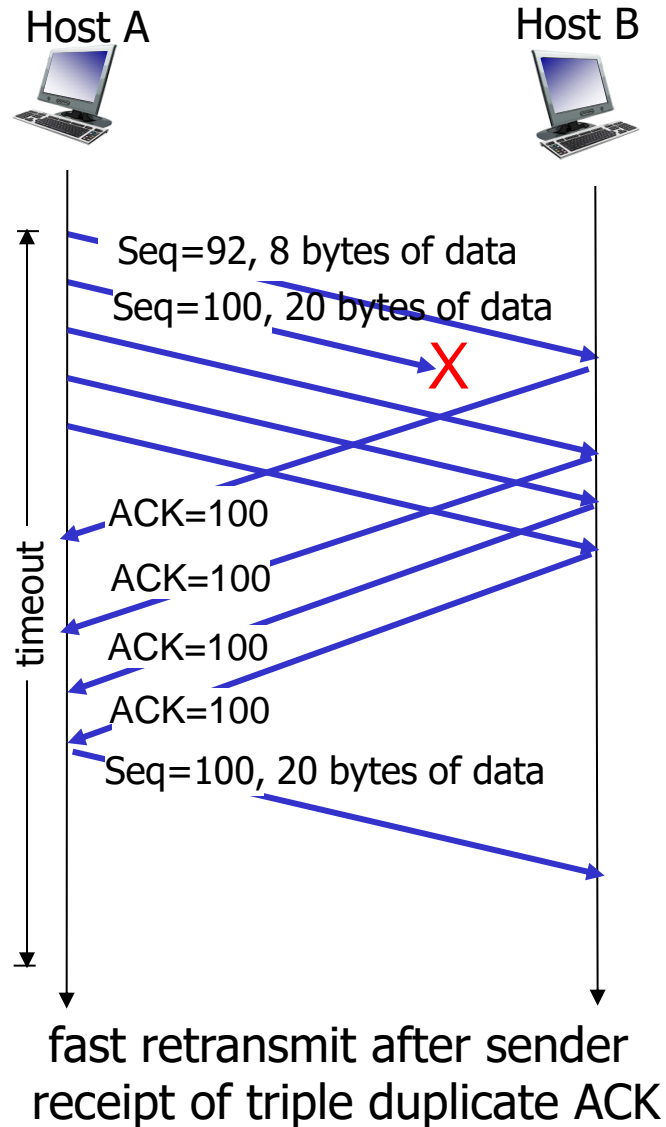 Host A
Host B
Seq=92, 8 bytes of data
Seq=100, 20 bytes of data
X
ACK=100
ACK=100
ACK=100
ACK=100
timeout
Seq=100, 20 bytes of data
fast retransmit after sender
receipt of triple duplicate ACK